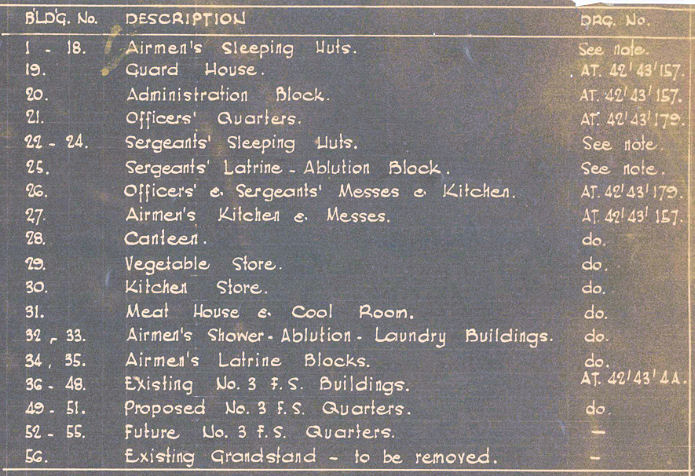 BLD'G. No. DESCRIPTION DRG. No.
1 - 18. Airmen's Sleeping Huts. See note.
19. Guard House. AT. 42/43/157.
20. Administration Block. AT. 42/43/157.
21. Officers' Quarters. AT. 42/43/179.
22 - 24. Sergeants' Sleeping Huts. See note.
25. Sergeants' Latrine - Ablution Block. See note.
26. Officers' & Sergeants' Messes & Kitchen. AT. 42/43/179.
27. Airmen's Kitchen & Messes. AT. 42/43/157.
28. Canteen. do.
29. Vegetable Store. do.
30. Kitchen Store. do.
31. Meat House & Cool Room. do.
32, 33. Airmen's Shower - Ablution - Laundry Buildings. do.
34, 35. Airmen's Latrine Blocks. do.
36 - 48. Existing No. 3 F.S. Buildings. AT. 42/43/4A.
49 - 51. Proposed No. 3 F.S. Quarters. do.
52 - 55. Future No. 3 F.S. Quarters. —
56. Existing Grandstand - to be removed. —